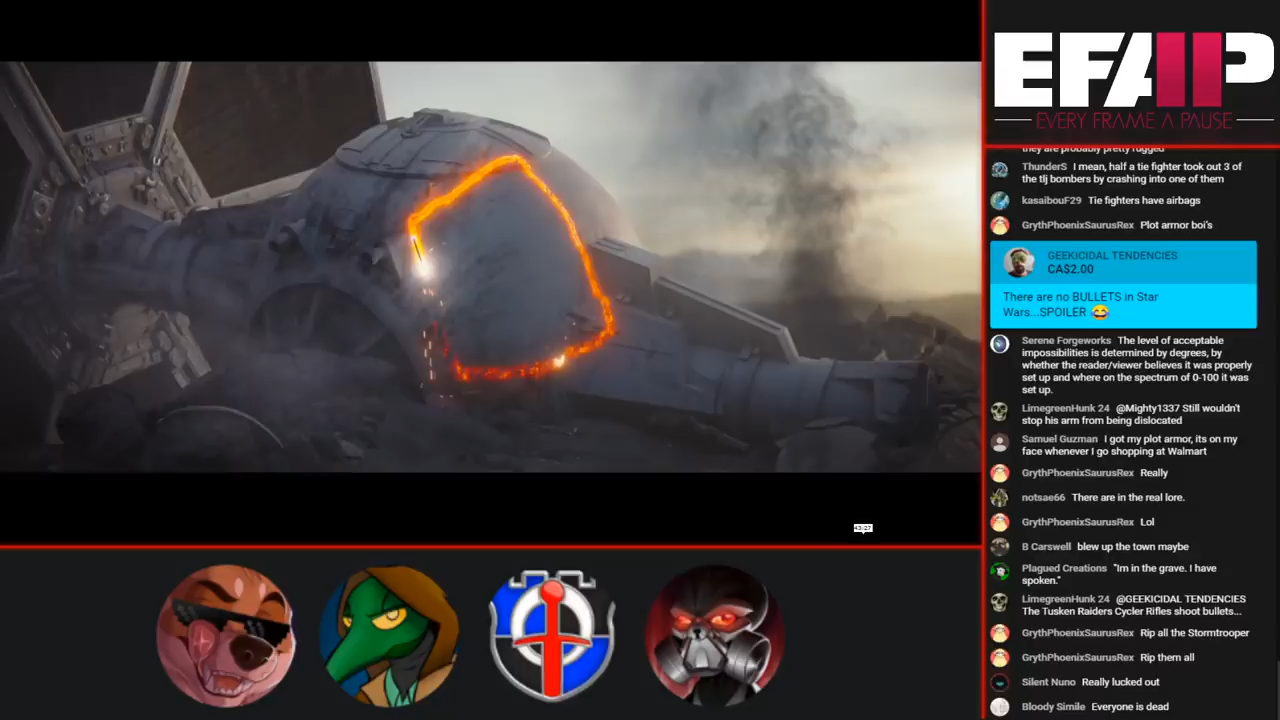 EFAP
EVERY FRAME A PAUSE
they are probably pretty rugged
ThunderS I mean, half a tie fighter took out 3 of
the tlj bombers by crashing into one of them
kasaibouF29 Tie fighters have airbags
GrythPhoenixSaurusRex Plot armor boi's
GEEKICIDAL TENDENCIES
CA$2.00
There are no BULLETS in Star
Wars...SPOILER 😂
Serene Forgeworks The level of acceptable
impossibilities is determined by degrees, by
whether the reader/viewer believes it was properly
set up and where on the spectrum of 0-100 it was
set up.
LimegreenHunk 24 @Mighty1337 Still wouldn't
stop his arm from being dislocated
Samuel Guzman I got my plot armor, its on my
face whenever I go shopping at Walmart
GrythPhoenixSaurusRex Really
notsae66 There are in the real lore.
GrythPhoenixSaurusRex Lol
B Carswell blew up the town maybe
Plagued Creations "Im in the grave. I have
spoken."
LimegreenHunk 24 @GEEKICIDAL TENDENCIES
The Tusken Raiders Cycler Rifles shoot bullets...
GrythPhoenixSaurusRex Rip all the Stormtrooper
GrythPhoenixSaurusRex Rip them all
Silent Nuno Really lucked out
Bloody Simile Everyone is dead
43:27